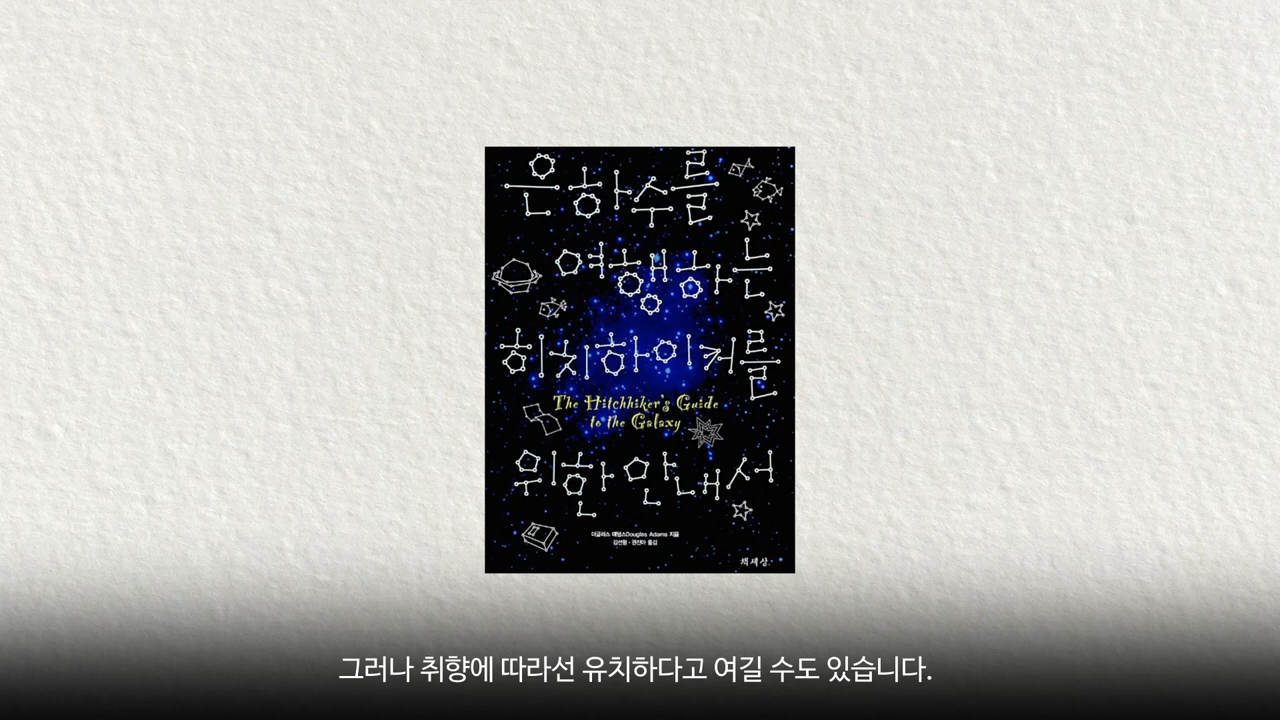 은하수를
여행하는
히치하이커를
The Hitchhiker's Guide
to the Galaxy
위한 안내서
더글러스 애덤스Douglas Adams 지음
김선형·권진아 옮김
책세상
그러나 취향에 따라선 유치하다고 여길 수도 있습니다.